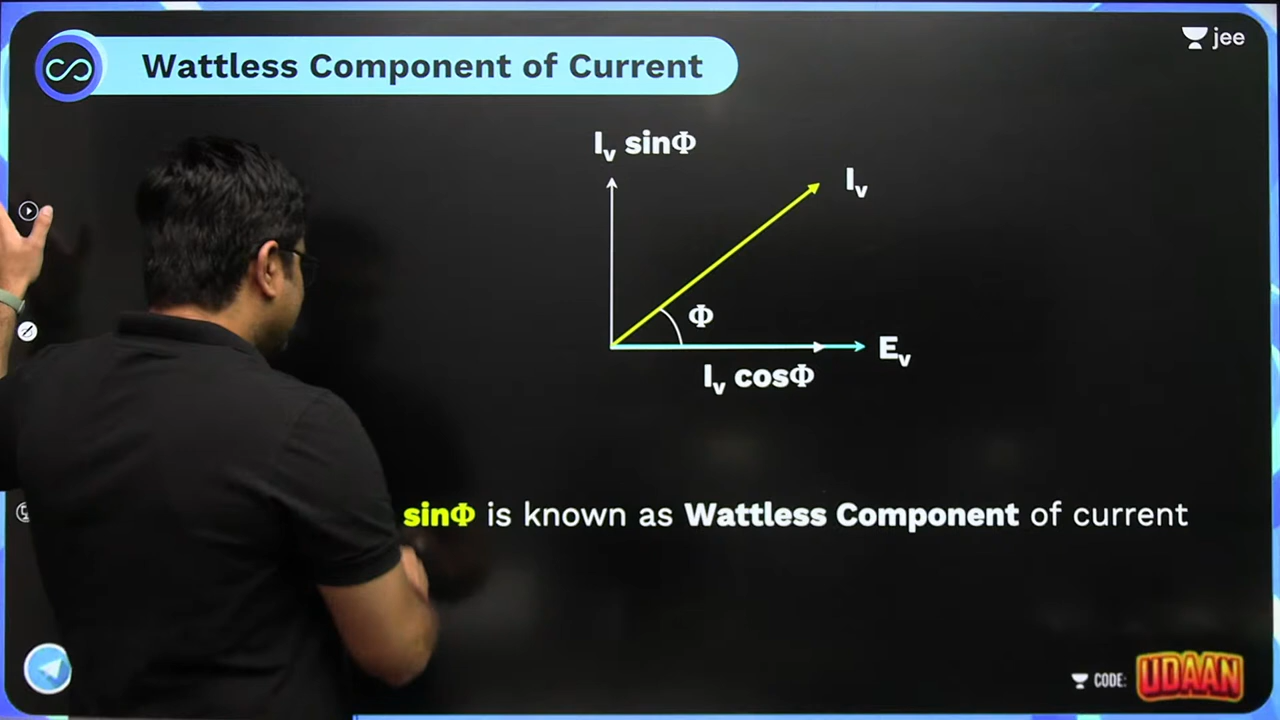 Wattless Component of Current
jee
Iᵥ sinΦ
Iᵥ
Φ
Eᵥ
Iᵥ cosΦ
sinΦ is known as Wattless Component of current
CODE: UDAAN